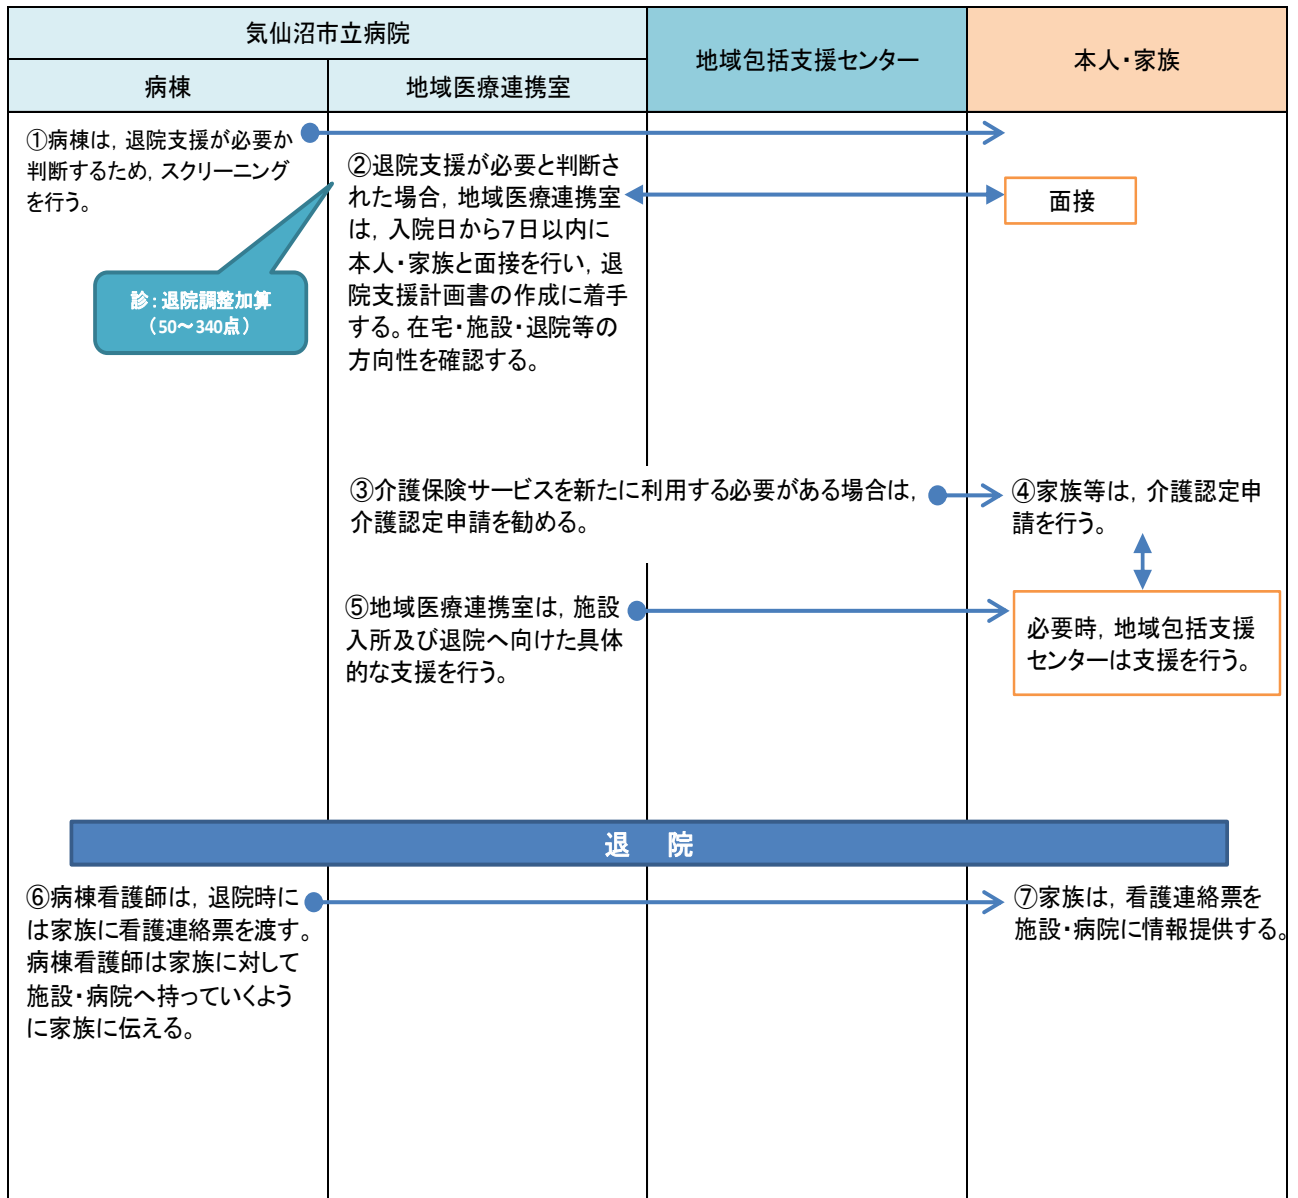 気仙沼市立病院
地域包括支援センター
本人・家族
病棟
地域医療連携室
①病棟は，退院支援が必要か
判断するため，スクリーニング
を行う。
②退院支援が必要と判断さ
れた場合，地域医療連携室
は，入院日から７日以内に
本人・家族と面接を行い，退
院支援計画書の作成に着手
する。在宅・施設・退院等の
方向性を確認する。
面接
診：退院調整加算
（50～340点）
③介護保険サービスを新たに利用する必要がある場合は，
介護認定申請を勧める。
④家族等は，介護認定申
請を行う。
⑤地域医療連携室は，施設
入所及び退院へ向けた具体
的な支援を行う。
必要時，地域包括支援
センターは支援を行う。
退　院
⑥病棟看護師は，退院時に
は家族に看護連絡票を渡す。
病棟看護師は家族に対して
施設・病院へ持っていくよう
に家族に伝える。
⑦家族は，看護連絡票を
施設・病院に情報提供する。